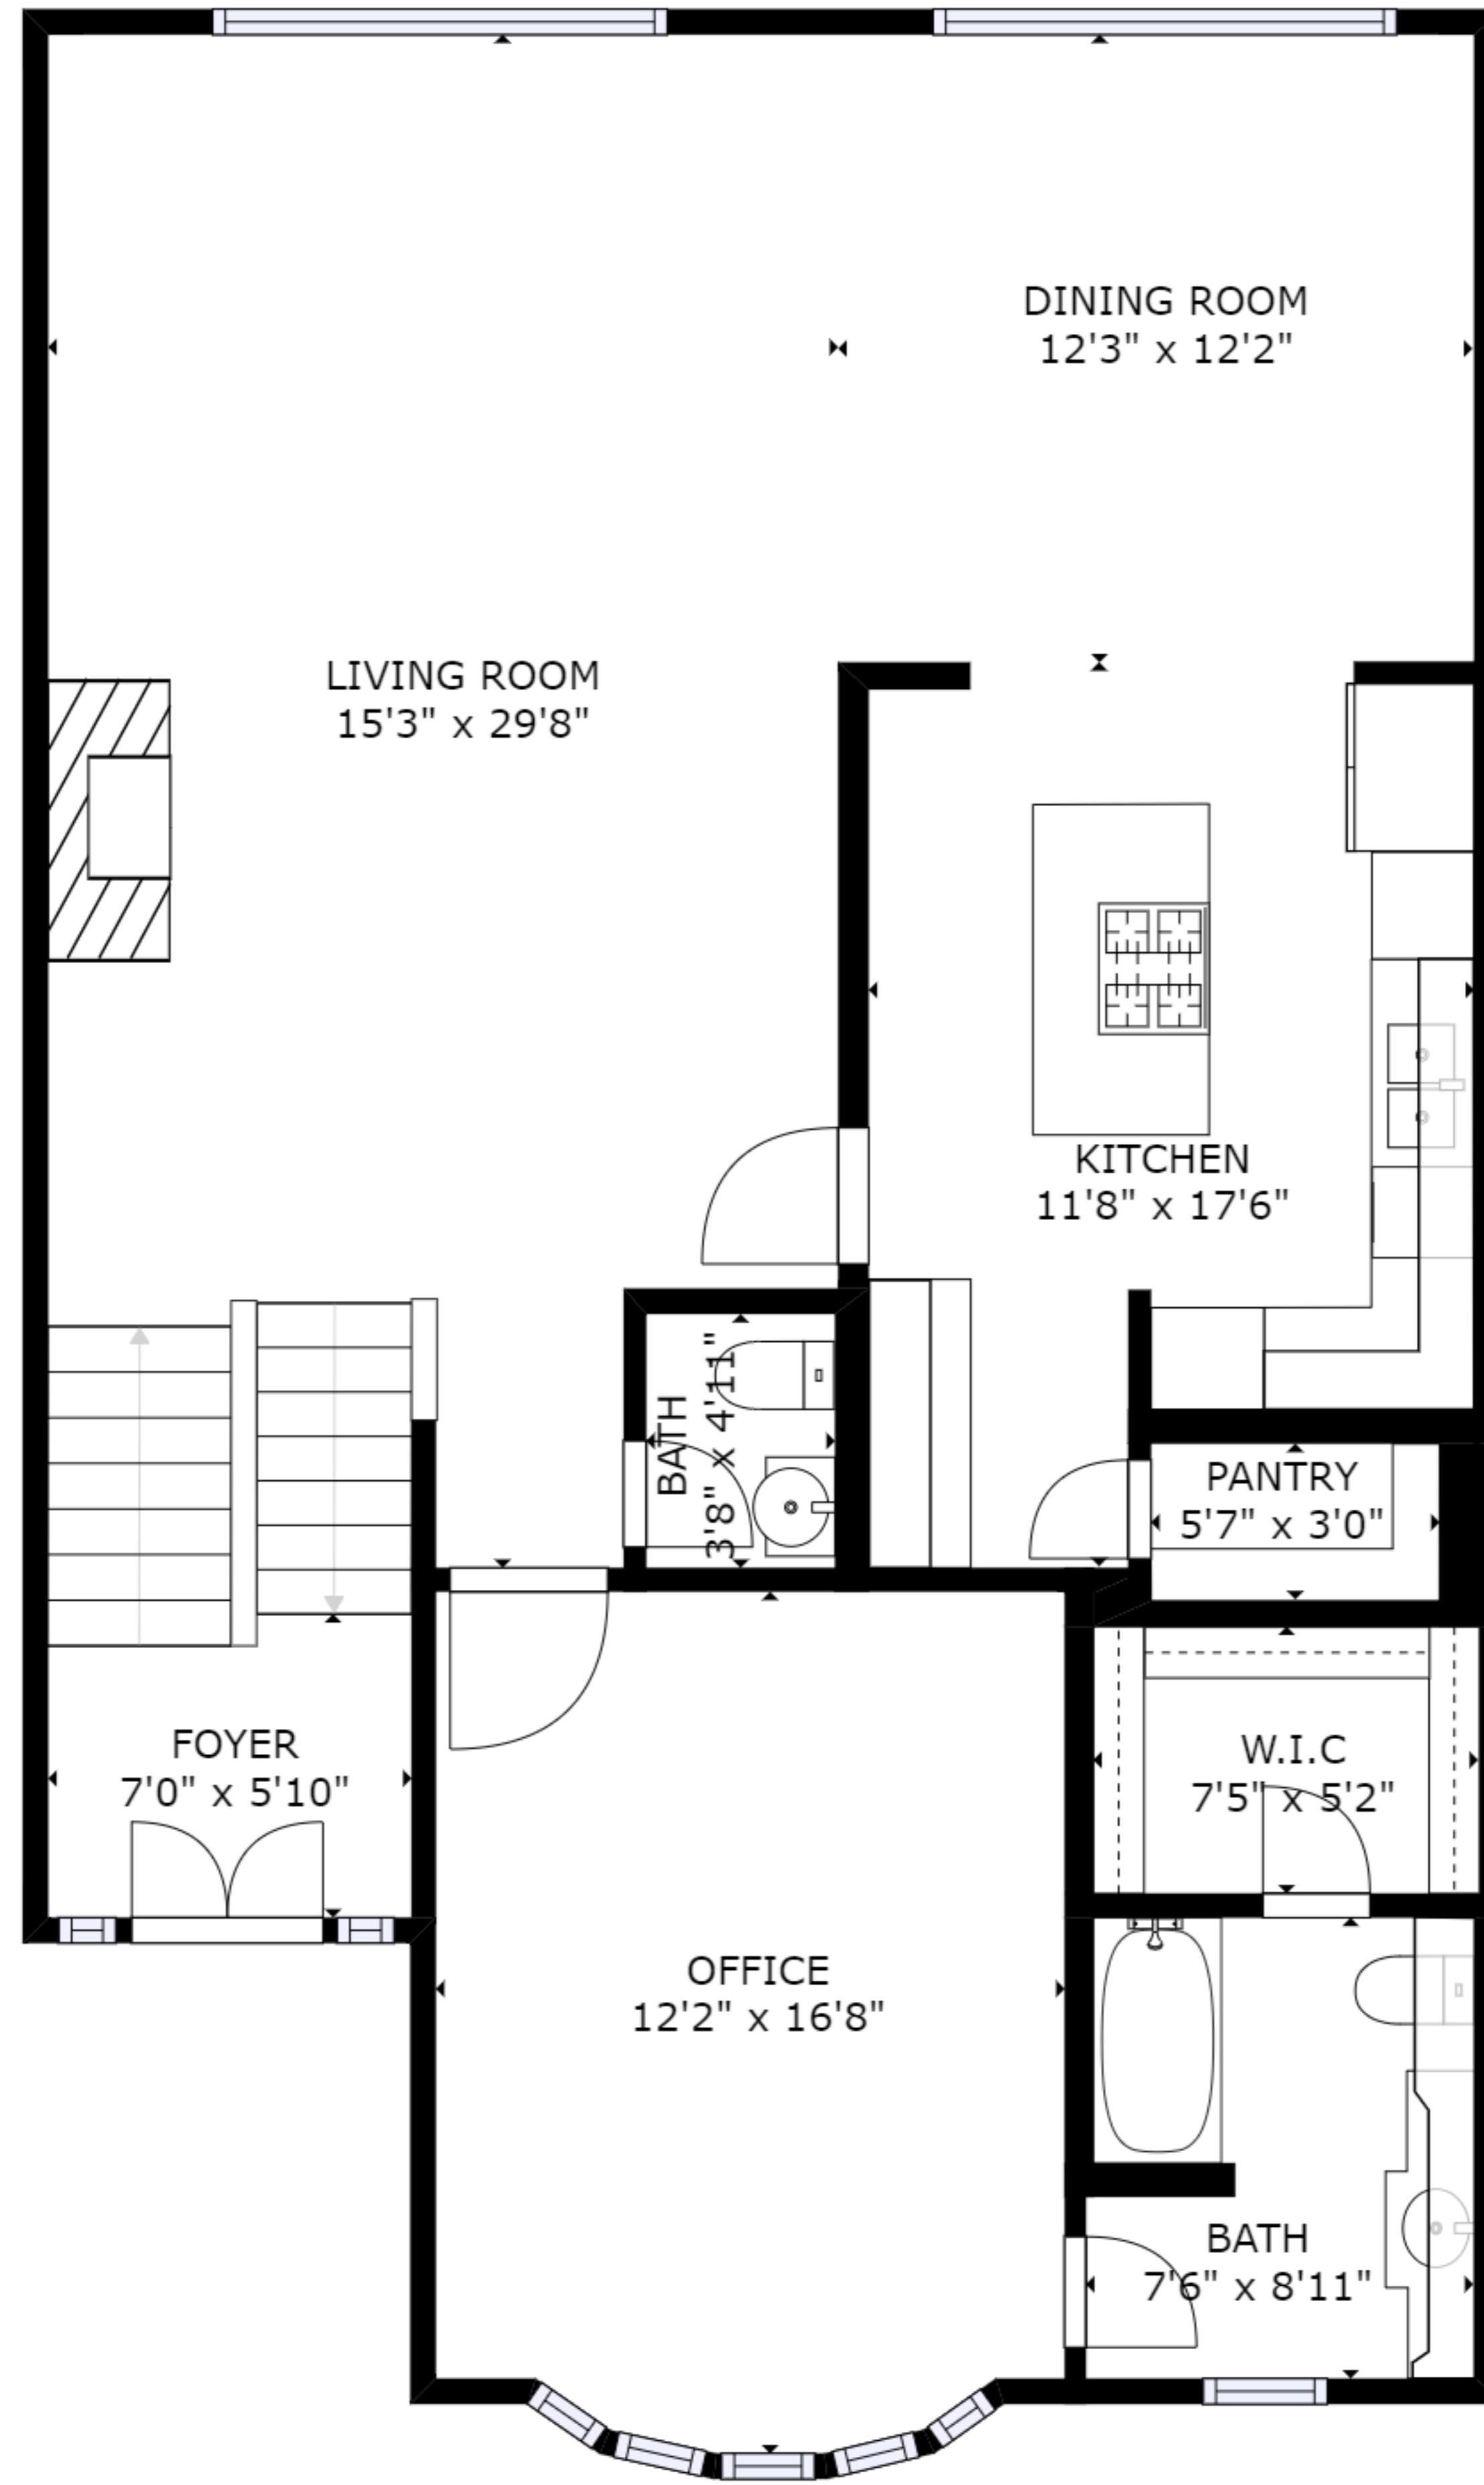 DINING ROOM
12'3" x 12'2"
LIVING ROOM
15'3" x 29'8"
KITCHEN
11'8" x 17'6"
BATH
3'8" x 4'11"
PANTRY
5'7" x 3'0"
FOYER
7'0" x 5'10"
W.I.C
7'5" x 5'2"
OFFICE
12'2" x 16'8"
BATH
7'6" x 8'11"